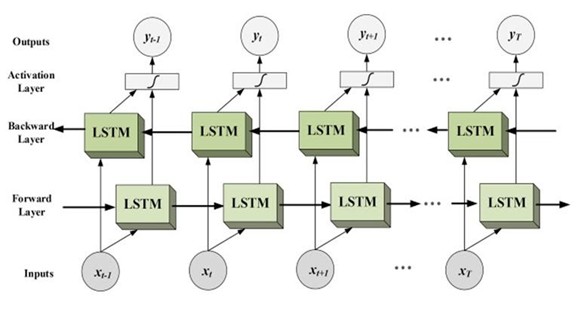 Outputs
y_{t-1} y_t y_{t+1} ... y_T
Activation
Layer
∫ ∫ ∫ ... ∫
Backward
Layer
LSTM LSTM LSTM ... LSTM
Forward
Layer
LSTM LSTM LSTM ... LSTM
Inputs
x_{t-1} x_t x_{t+1} ... x_T